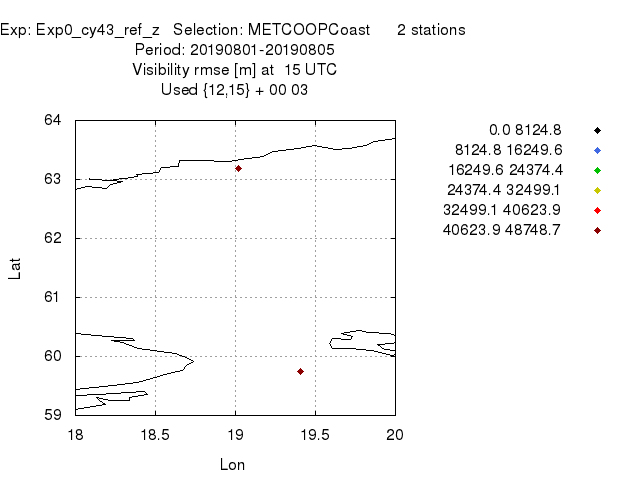 Exp: Exp0_cy43_ref_z Selection: METCOOPCoast 2 stations
Period: 20190801-20190805
Visibility rmse [m] at 15 UTC
Used {12,15} + 00 03
0.0 8124.8
8124.8 16249.6
16249.6 24374.4
24374.4 32499.1
32499.1 40623.9
40623.9 48748.7
64
63
62
61
60
59
Lat
18 18.5 19 19.5 20
Lon